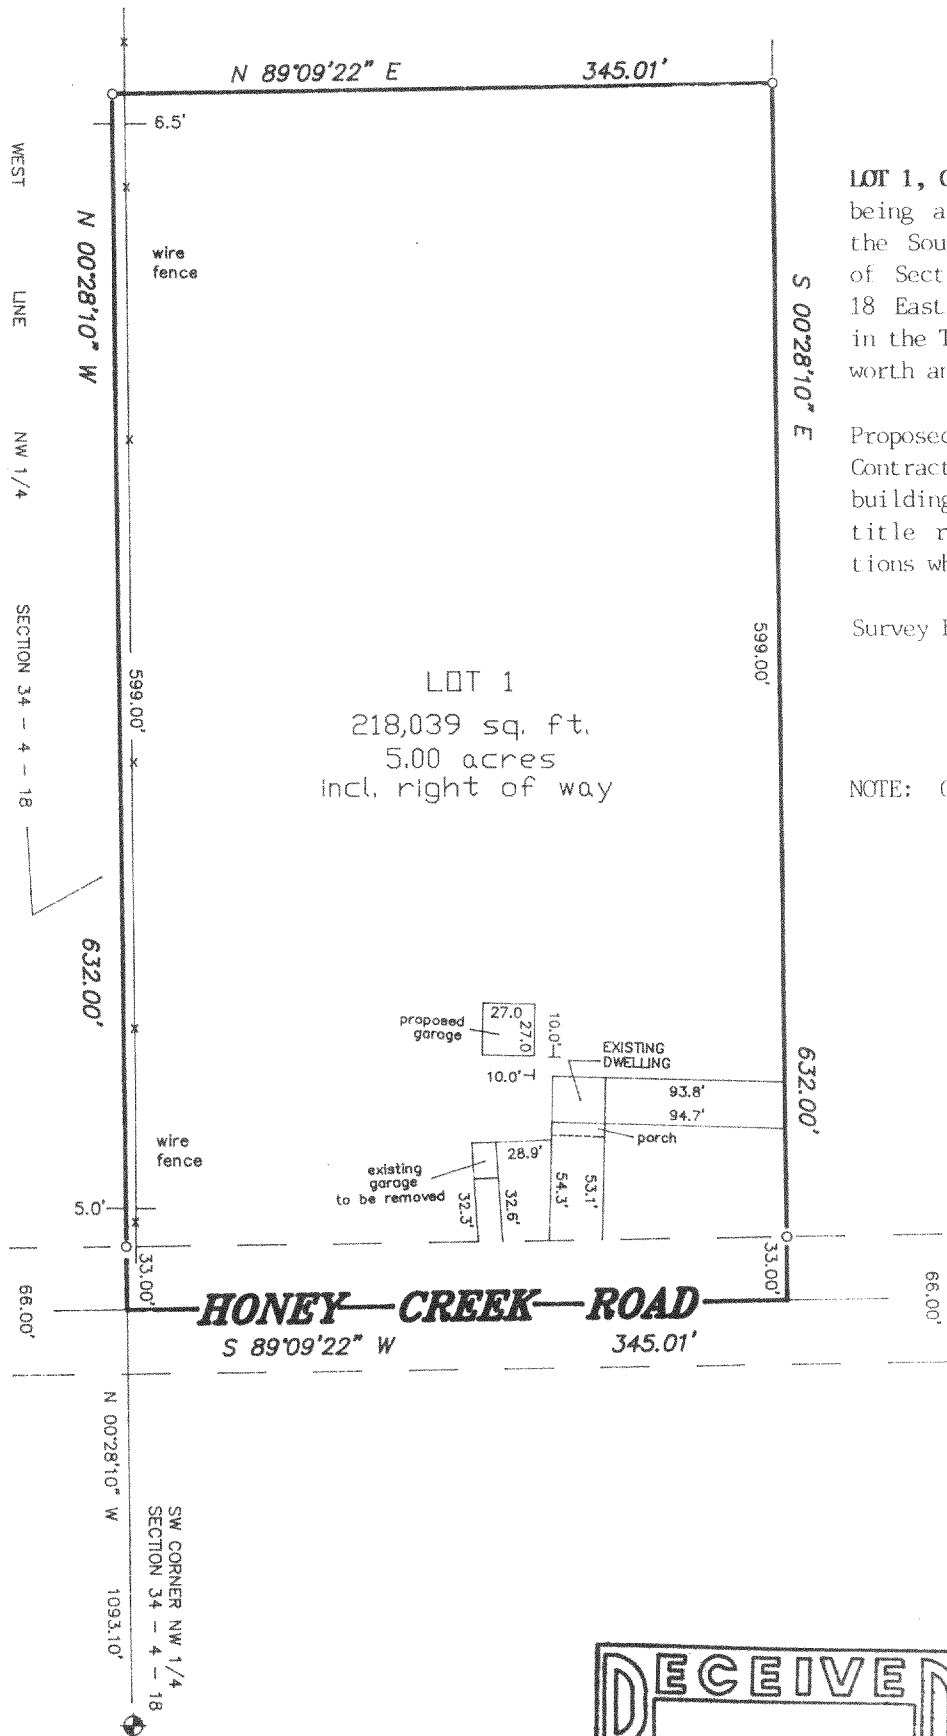 N 89°09'22" E 345.01'
6.5'
WEST LINE NW 1/4 SECTION 34 - 4 - 18
N 00°28'10" W
wire
fence
S 00°28'10" E
LOT 1,
being a
the
of
18 East
in the
worth
building
title
tions
Survey
NOTE:
599.00'
599.00'
LOT 1
218,039 sq. ft.
5.00 acres
incl. right of way
632.00'
632.00'
proposed
garage
27.0
27.0
10.0'
10.0'
EXISTING
DWELLING
93.8'
94.7'
porch
wire
fence
existing
garage
to be removed
28.9'
32.3'
32.6'
54.3'
53.1'
5.0'
33.00'
33.00'
66.00'
66.00'
HONEY CREEK ROAD
S 89°09'22" W 345.01'
N 00°28'10" W 1093.10'
SW CORNER NW 1/4
SECTION 34 - 4 - 18
DECEIVED